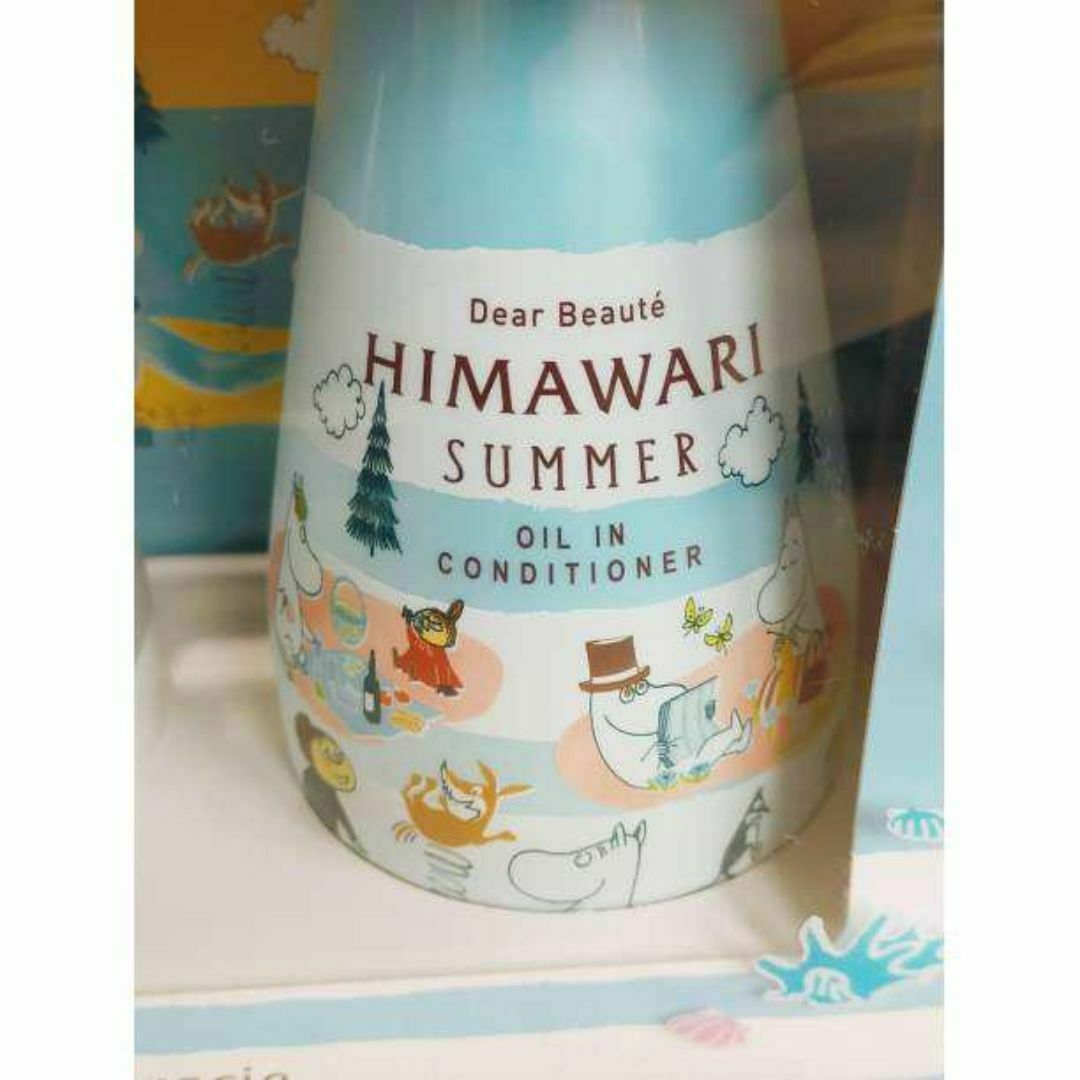 Dear Beauté
HIMAWARI
SUMMER
OIL IN
CONDITIONER